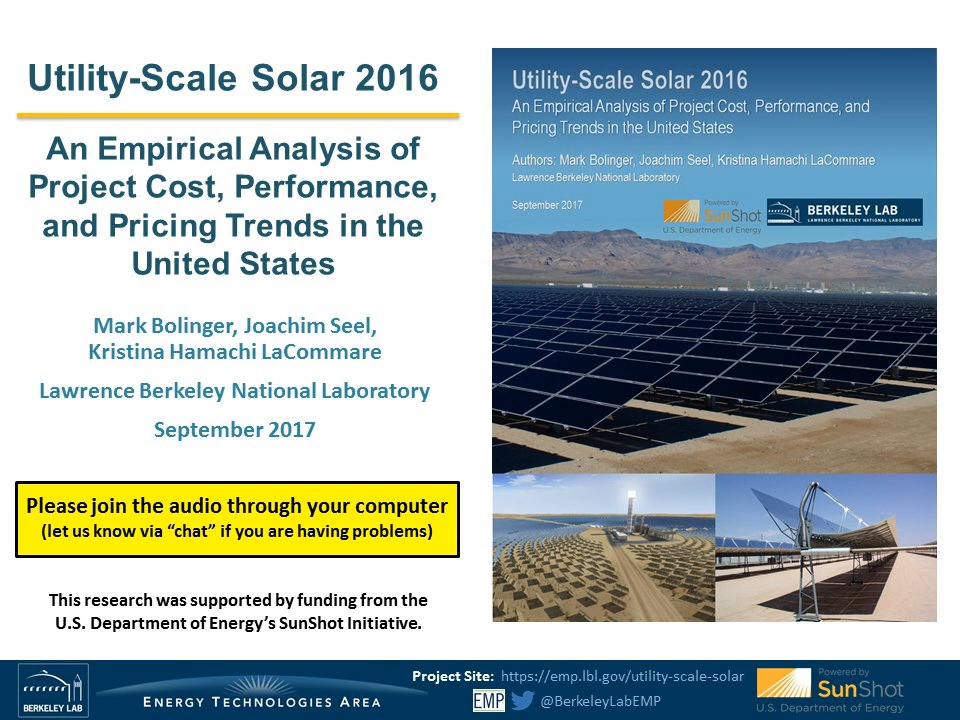 Utility-Scale Solar 2016
An Empirical Analysis of
Project Cost, Performance,
and Pricing Trends in the
United States
Mark Bolinger, Joachim Seel,
Kristina Hamachi LaCommare
Lawrence Berkeley National Laboratory
September 2017
Please join the audio through your computer
(let us know via “chat” if you are having problems)
This research was supported by funding from the
U.S. Department of Energy’s SunShot Initiative.
Utility-Scale Solar 2016
An Empirical Analysis of Project Cost, Performance, and
Pricing Trends in the United States
Authors: Mark Bolinger, Joachim Seel, Kristina Hamachi LaCommare
Lawrence Berkeley National Laboratory
September 2017
Powered by
SunShot
U.S. Department of Energy
BERKELEY LAB
LAWRENCE BERKELEY NATIONAL LABORATORY
BERKELEY LAB
ENERGY TECHNOLOGIES AREA
Project Site: https://emp.lbl.gov/utility-scale-solar
EMP @BerkeleyLabEMP
Powered by
SunShot
U.S. Department of Energy